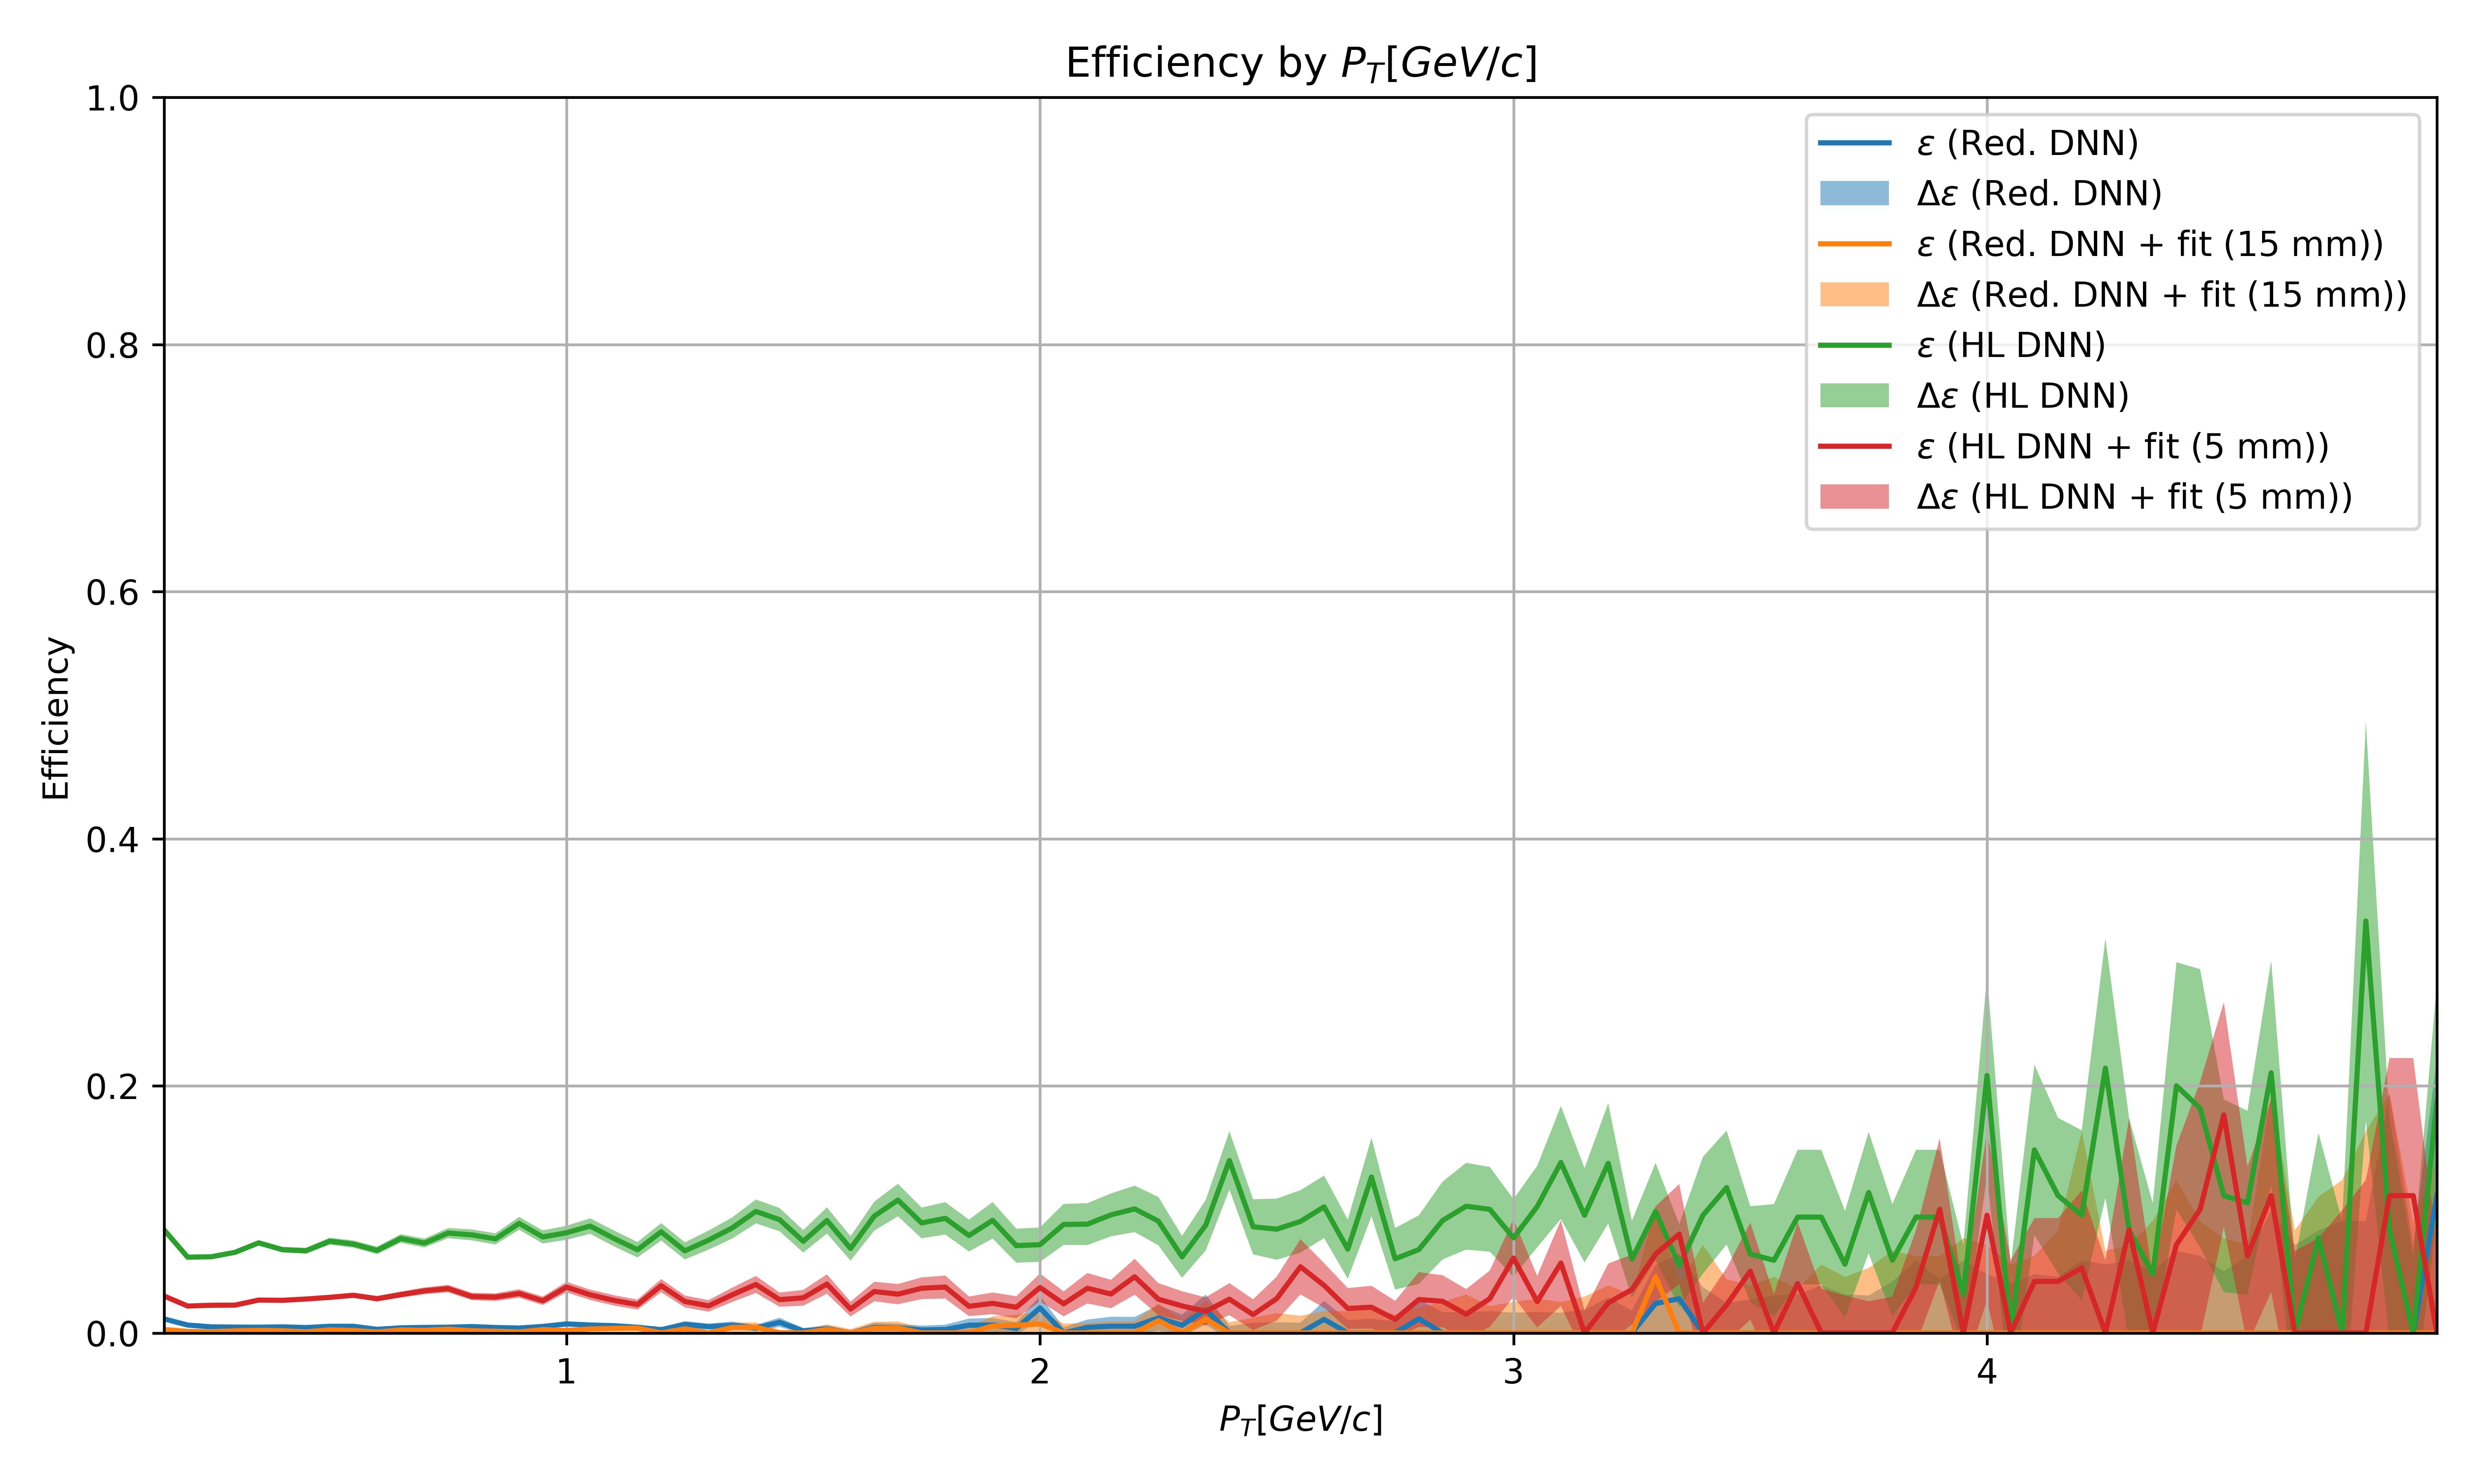 Efficiency by P_T[GeV/c]
1.0
0.8
0.6
0.4
0.2
0.0
Efficiency
ε (Red. DNN)
Δε (Red. DNN)
ε (Red. DNN + fit (15 mm))
Δε (Red. DNN + fit (15 mm))
ε (HL DNN)
Δε (HL DNN)
ε (HL DNN + fit (5 mm))
Δε (HL DNN + fit (5 mm))
1 2 3 4
P_T[GeV/c]